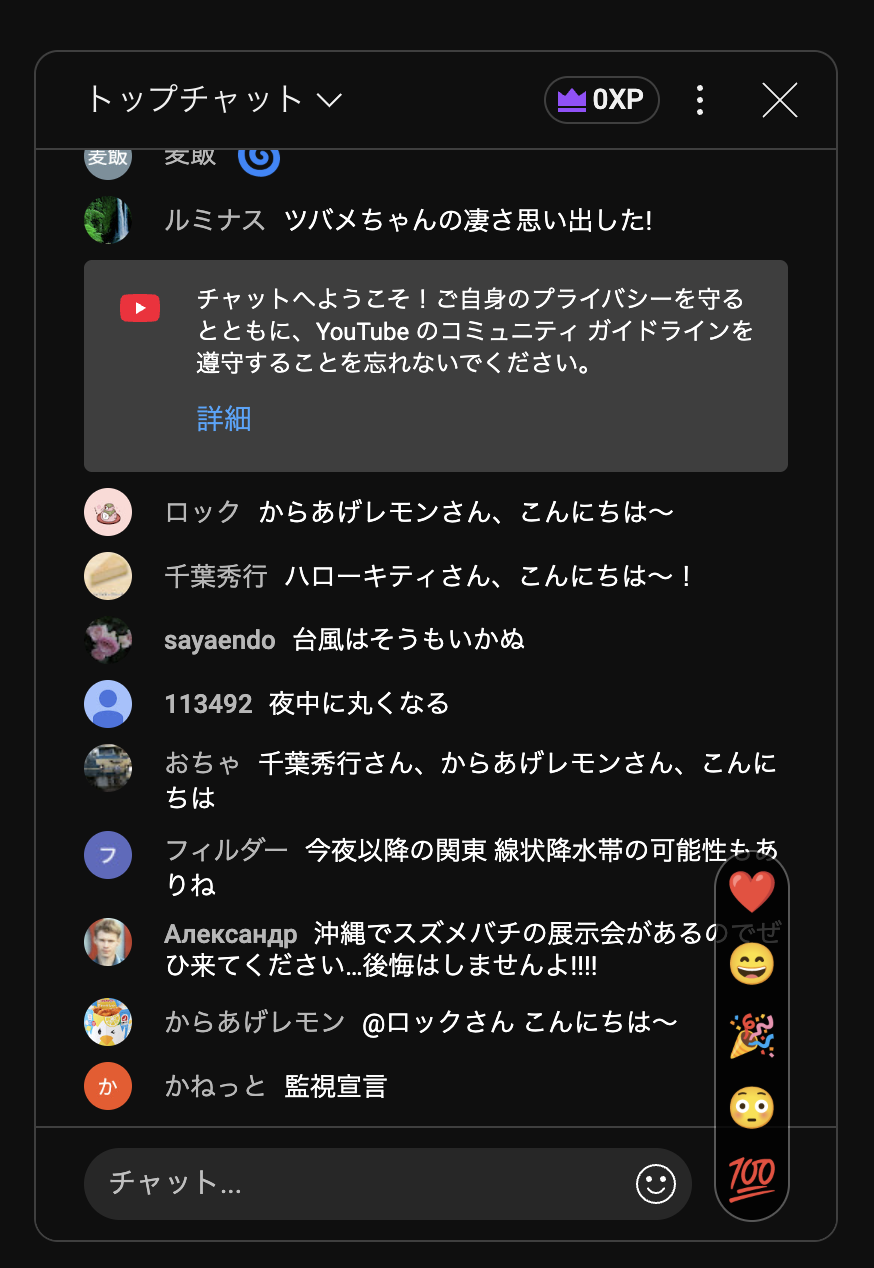 トップチャット
0XP
麦飯 麦飯
ルミナス ツバメちゃんの凄さ思い出した!
チャットへようこそ！ご自身のプライバシーを守る
とともに、YouTube のコミュニティ ガイドラインを
遵守することを忘れないでください。
詳細
ロック からあげレモンさん、こんにちは〜
千葉秀行 ハローキティさん、こんにちは〜！
sayaendo 台風はそうもいかぬ
113492 夜中に丸くなる
おちゃ 千葉秀行さん、からあげレモンさん、こんに
ちは
フ フィルダー 今夜以降の関東 線状降水帯の可能性もあ
りね
Александр 沖縄でスズメバチの展示会があるのでぜ
ひ来てください…後悔はしませんよ!!!!
からあげレモン @ロックさん こんにちは〜
か かねっと 監視宣言
チャット...
100